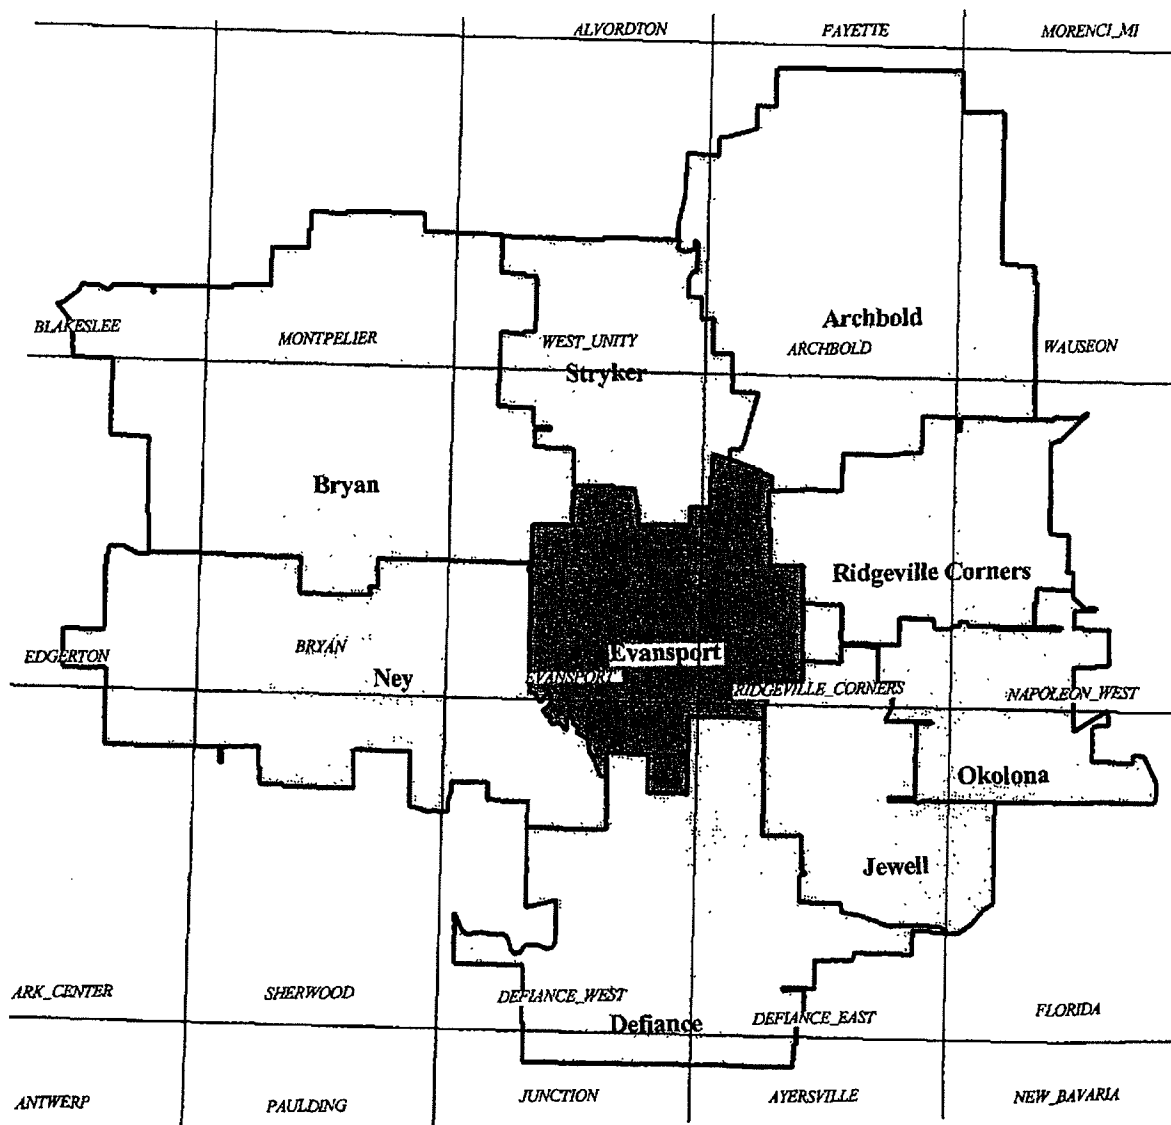 ALVORDTON
FAYETTE
MORENCI_MI
BLAKESLEE
MONTPELIER
WEST_UNITY
Archbold
ARCHBOLD
WAUSEON
Stryker
Bryan
Ridgeville Corners
EDGERTON
BRYAN
Evansport
Ney
EVANSPORT
RIDGEVILLE_CORNERS
NAPOLEON_WEST
Okolona
Jewell
ARK_CENTER
SHERWOOD
DEFIANCE_WEST
Defiance
DEFIANCE_EAST
FLORIDA
ANTWERP
PAULDING
JUNCTION
AYERSVILLE
NEW_BAVARIA